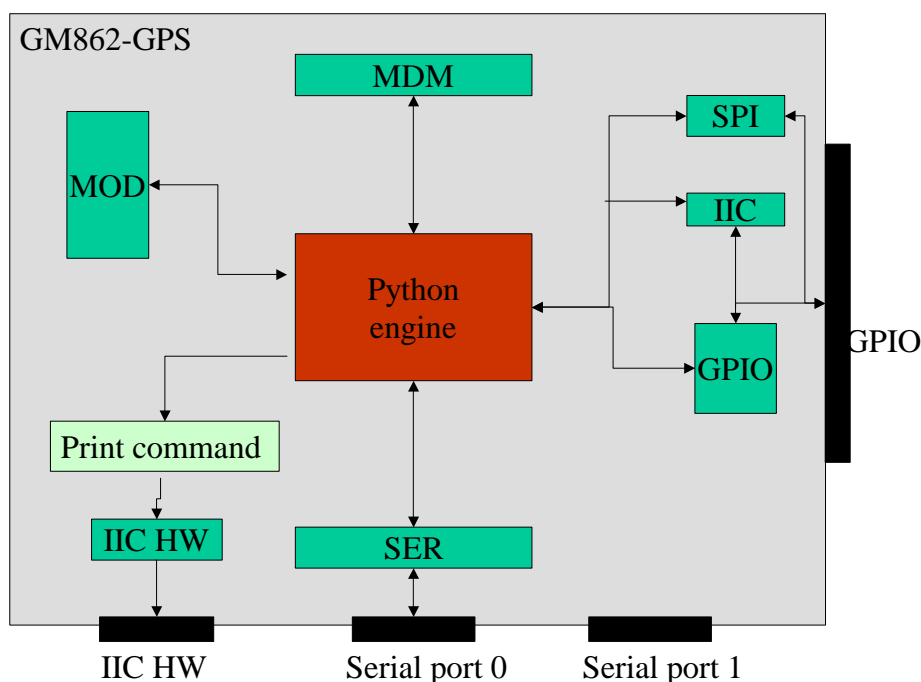 GM862-GPS
MDM
SPI
MOD
IIC
Python
engine
GPIO
GPIO
Print command
IIC HW
SER
IIC HW
Serial port 0
Serial port 1